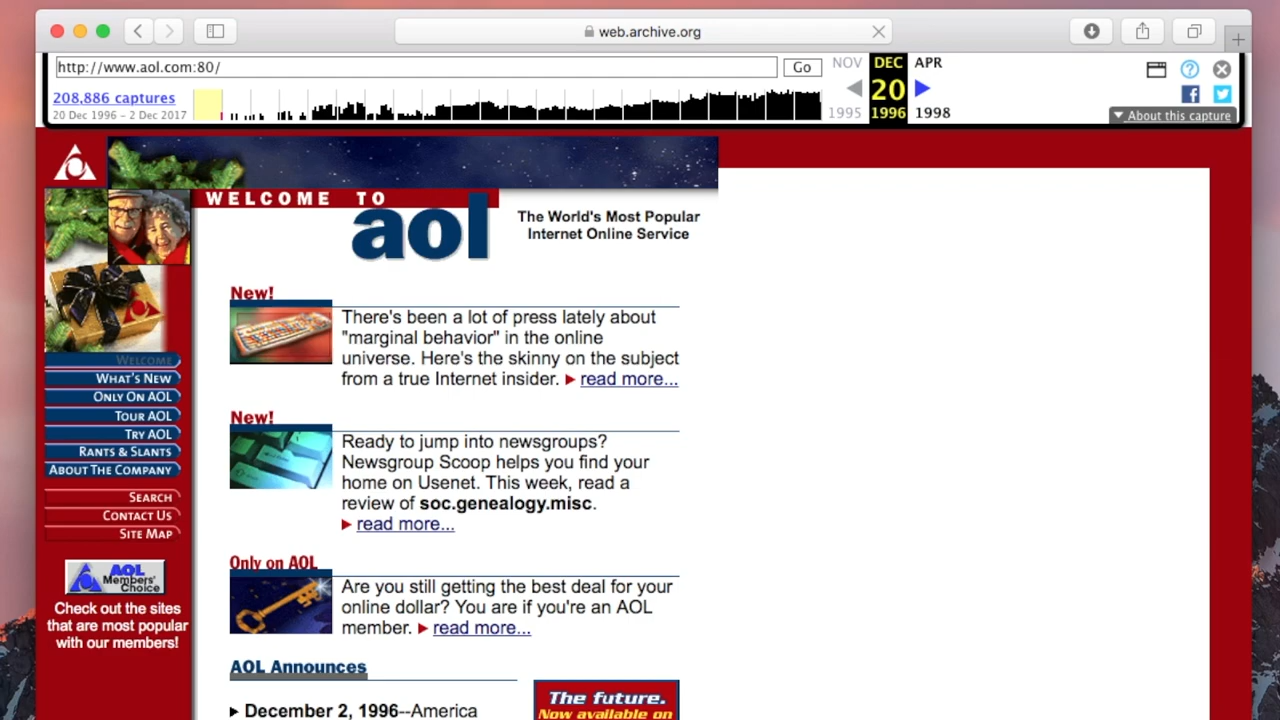 web.archive.org
http://www.aol.com:80/
Go
NOV
DEC
APR
208,886 captures
20
20 Dec 1996 – 2 Dec 2017
1995
1996
1998
About this capture
WELCOME TO
aol
The World's Most Popular
Internet Online Service
New!
There's been a lot of press lately about
"marginal behavior" in the online
universe. Here's the skinny on the subject
from a true Internet insider. read more...
WELCOME
WHAT'S NEW
ONLY ON AOL
TOUR AOL
TRY AOL
RANTS & SLANTS
ABOUT THE COMPANY
SEARCH
CONTACT US
SITE MAP
AOL
Members'
Choice
Check out the sites
that are most popular
with our members!
New!
Ready to jump into newsgroups?
Newsgroup Scoop helps you find your
home on Usenet. This week, read a
review of soc.genealogy.misc.
read more...
Only on AOL
Are you still getting the best deal for your
online dollar? You are if you're an AOL
member. read more...
AOL Announces
December 2, 1996--America
The future.
Now available on